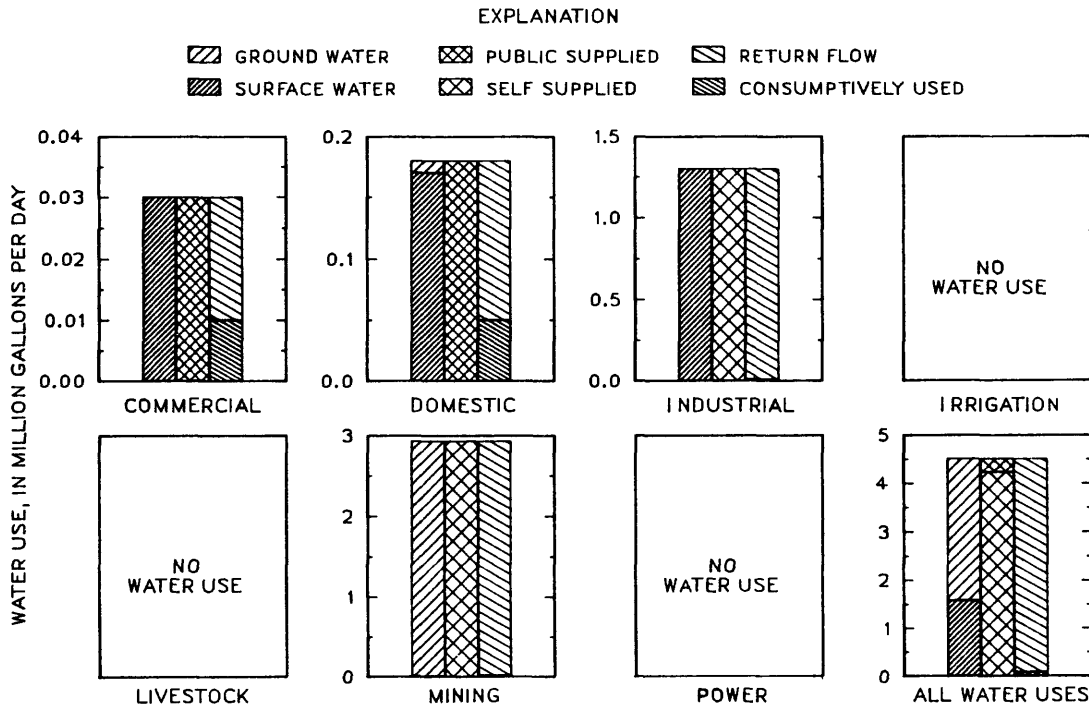 EXPLANATION
GROUND WATER PUBLIC SUPPLIED RETURN FLOW
SURFACE WATER SELF SUPPLIED CONSUMPTIVELY USED
WATER USE, IN MILLION GALLONS PER DAY
0.04
0.03
0.02
0.01
0.00
COMMERCIAL
0.2
0.1
0.0
DOMESTIC
1.5
1.0
0.5
0.0
INDUSTRIAL
NO
WATER USE
IRRIGATION
NO
WATER USE
LIVESTOCK
3
2
1
0
MINING
NO
WATER USE
POWER
5
4
3
2
1
0
ALL WATER USES